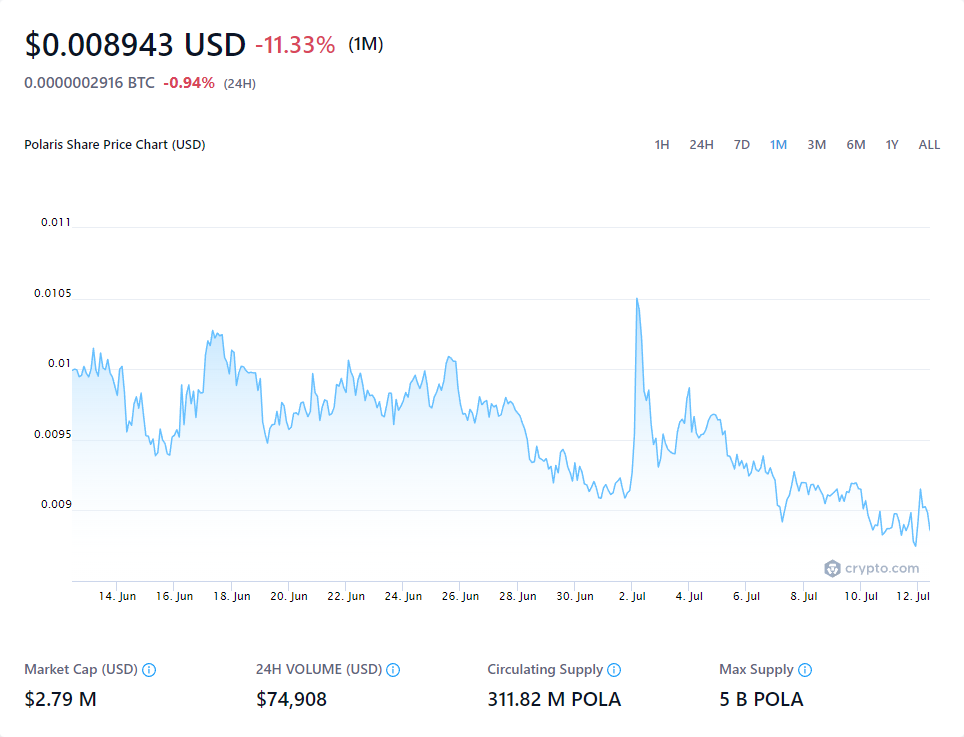 $0.008943 USD -11.33% (1M)
0.0000002916 BTC -0.94% (24H)
Polaris Share Price Chart (USD)
1H 24H 7D 1M 3M 6M 1Y ALL
0.011
0.0105
0.01
0.0095
0.009
crypto.com
14. Jun 16. Jun 18. Jun 20. Jun 22. Jun 24. Jun 26. Jun 28. Jun 30. Jun 2. Jul 4. Jul 6. Jul 8. Jul 10. Jul 12. Jul
Market Cap (USD) 24H VOLUME (USD) Circulating Supply Max Supply
$2.79 M $74,908 311.82 M POLA 5 B POLA